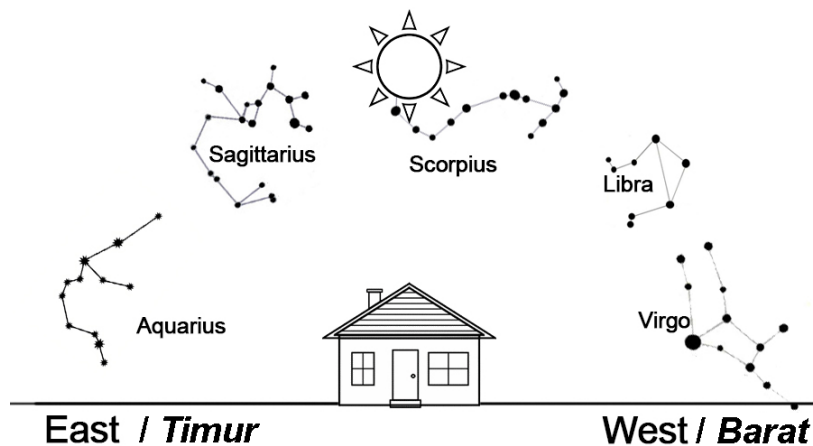 Sagittarius
Scorpius
Libra
Aquarius
Virgo
East / Timur
West / Barat